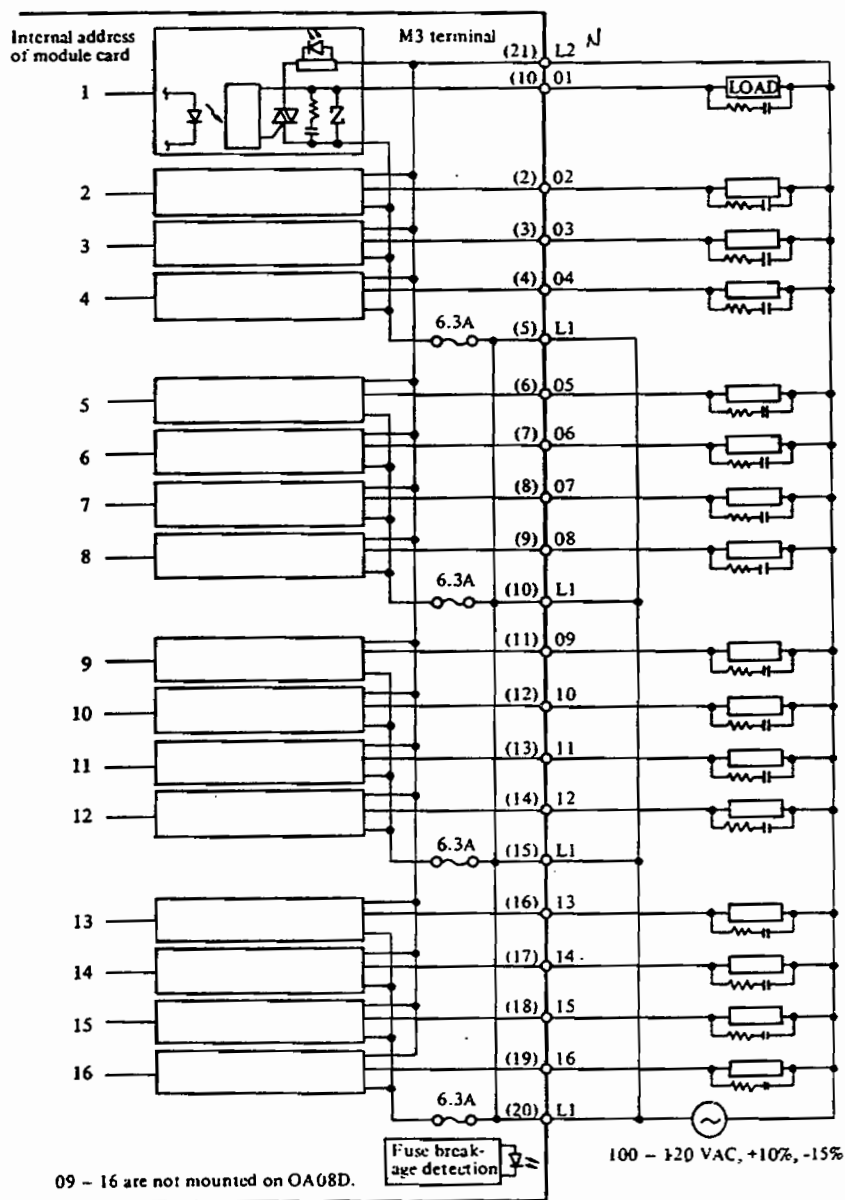 Internal address
of module card
M3 terminal
(21) L2 N
1 (10 01 LOAD
2 (2) 02
3 (3) 03
4 (4) 04
6.3A (5) L1
5 (6) 05
6 (7) 06
7 (8) 07
8 (9) 08
6.3A (10) L1
9 (11) 09
10 (12) 10
11 (13) 11
12 (14) 12
6.3A (15) L1
13 (16) 13
14 (17) 14
15 (18) 15
16 (19) 16
6.3A (20) L1
Fuse break-
age detection
100 – 120 VAC, +10%, -15%
09 – 16 are not mounted on OA08D.